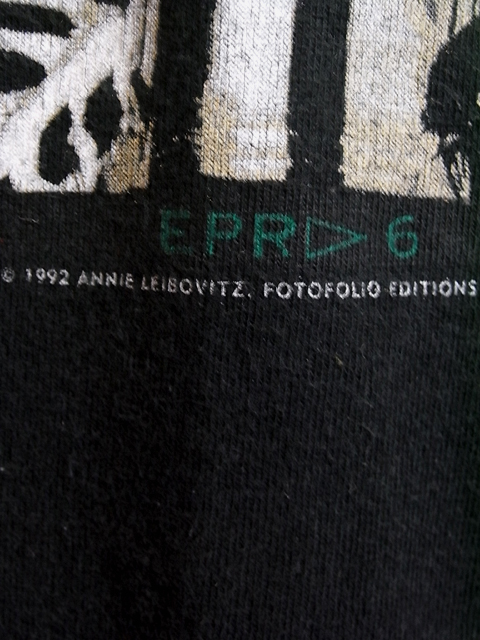 EPR▷ 6
© 1992 ANNIE LEIBOVITZ. FOTOFOLIO EDITIONS